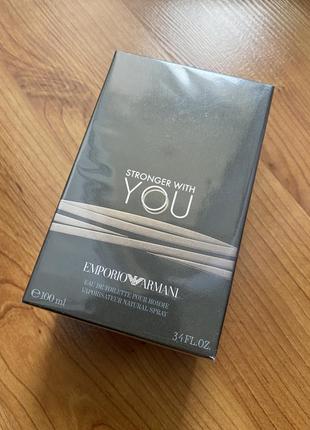 STRONGER WITH
YOU
EMPORIO ARMANI
EAU DE TOILETTE POUR HOMME
VAPORISATEUR NATURAL SPRAY
℮100 ml
3.4 FL.OZ.